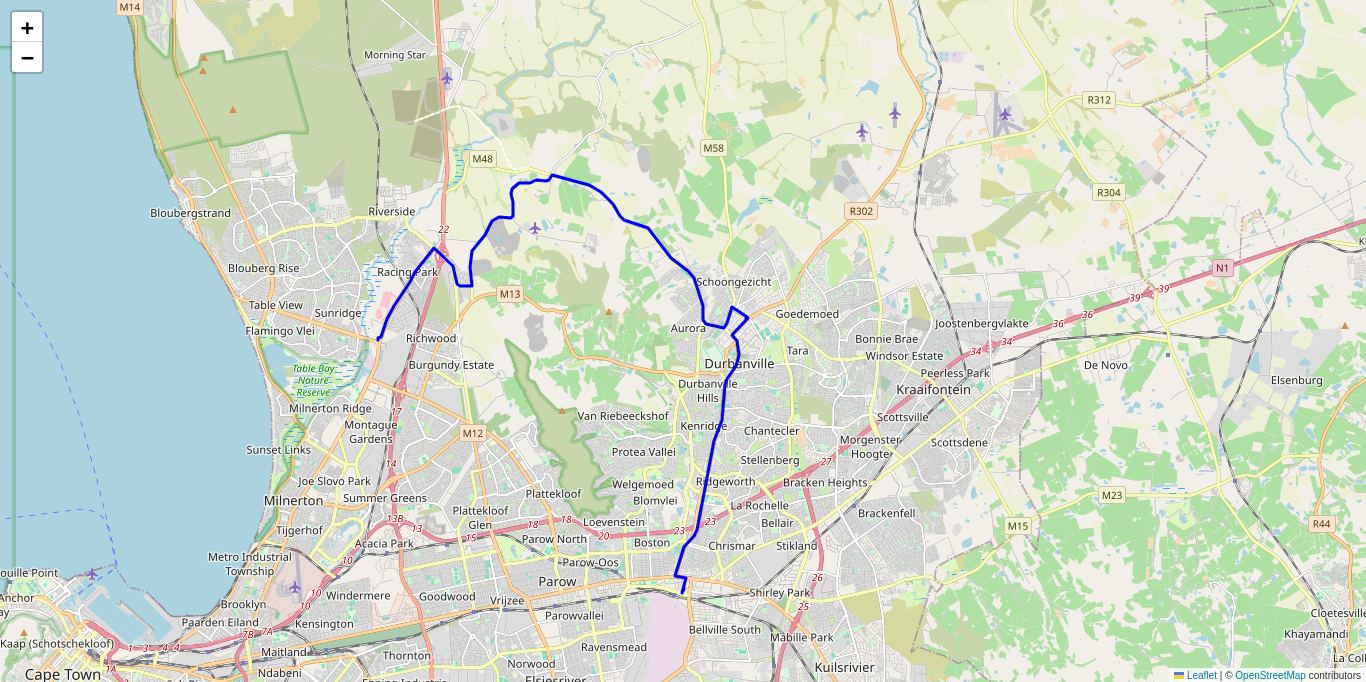 M14
+
−
Morning Star
R312
M58
M48
R304
Bloubergstrand
Riverside
R302
22
Blouberg Rise
Racing Park
N1
Schoongezicht
M13
39
39
Table View
Sunridge
Goedemoed
36
36
Joostenbergvlakte
Flamingo Vlei
Aurora
Richwood
Bonnie Brae
34
34
Tara
Windsor Estate
Durbanville
Burgundy Estate
De Novo
Table Bay
Nature
Reserve
Peerless Park
Elsenburg
Durbanville
Hills
Kraaifontein
Milnerton Ridge
17
Van Riebeeckshof
Scottsville
Montague
Gardens
Kenridge
Chantecler
M12
Morgenster
Hoogte
Scottsdene
Sunset Links
Protea Vallei
14
Stellenberg
27
Joe Slovo Park
Welgemoed
Ridgeworth
Bracken Heights
Milnerton
Summer Greens
Plattekloof
Blomvlei
M23
La Rochelle
Plattekloof
Glen
Brackenfell
13B
13
18
18
Loevenstein
23
23
Bellair
M15
R44
Tijgerhof
15
20
Acacia Park
Parow North
Boston
Chrismar
Stikland
Metro Industrial
Township
10
Parow-Oos
ouille Point
Parow
26
Anchor
Windermere
Goodwood
Vrijzee
Shirley Park
Brooklyn
10
25
Paarden Eiland
Kensington
Parowvallei
Cloetesville
10
Bellville South
7B
7A
Mabille Park
Khayamandi
Kaap (Schotschekloof)
1
3
4
4
Maitland
Ravensmead
Thornton
Norwood
Kuilsrivier
1A
Cape Town
Ndabeni
Elsiesrivier
Leaflet | © OpenStreetMap contributors